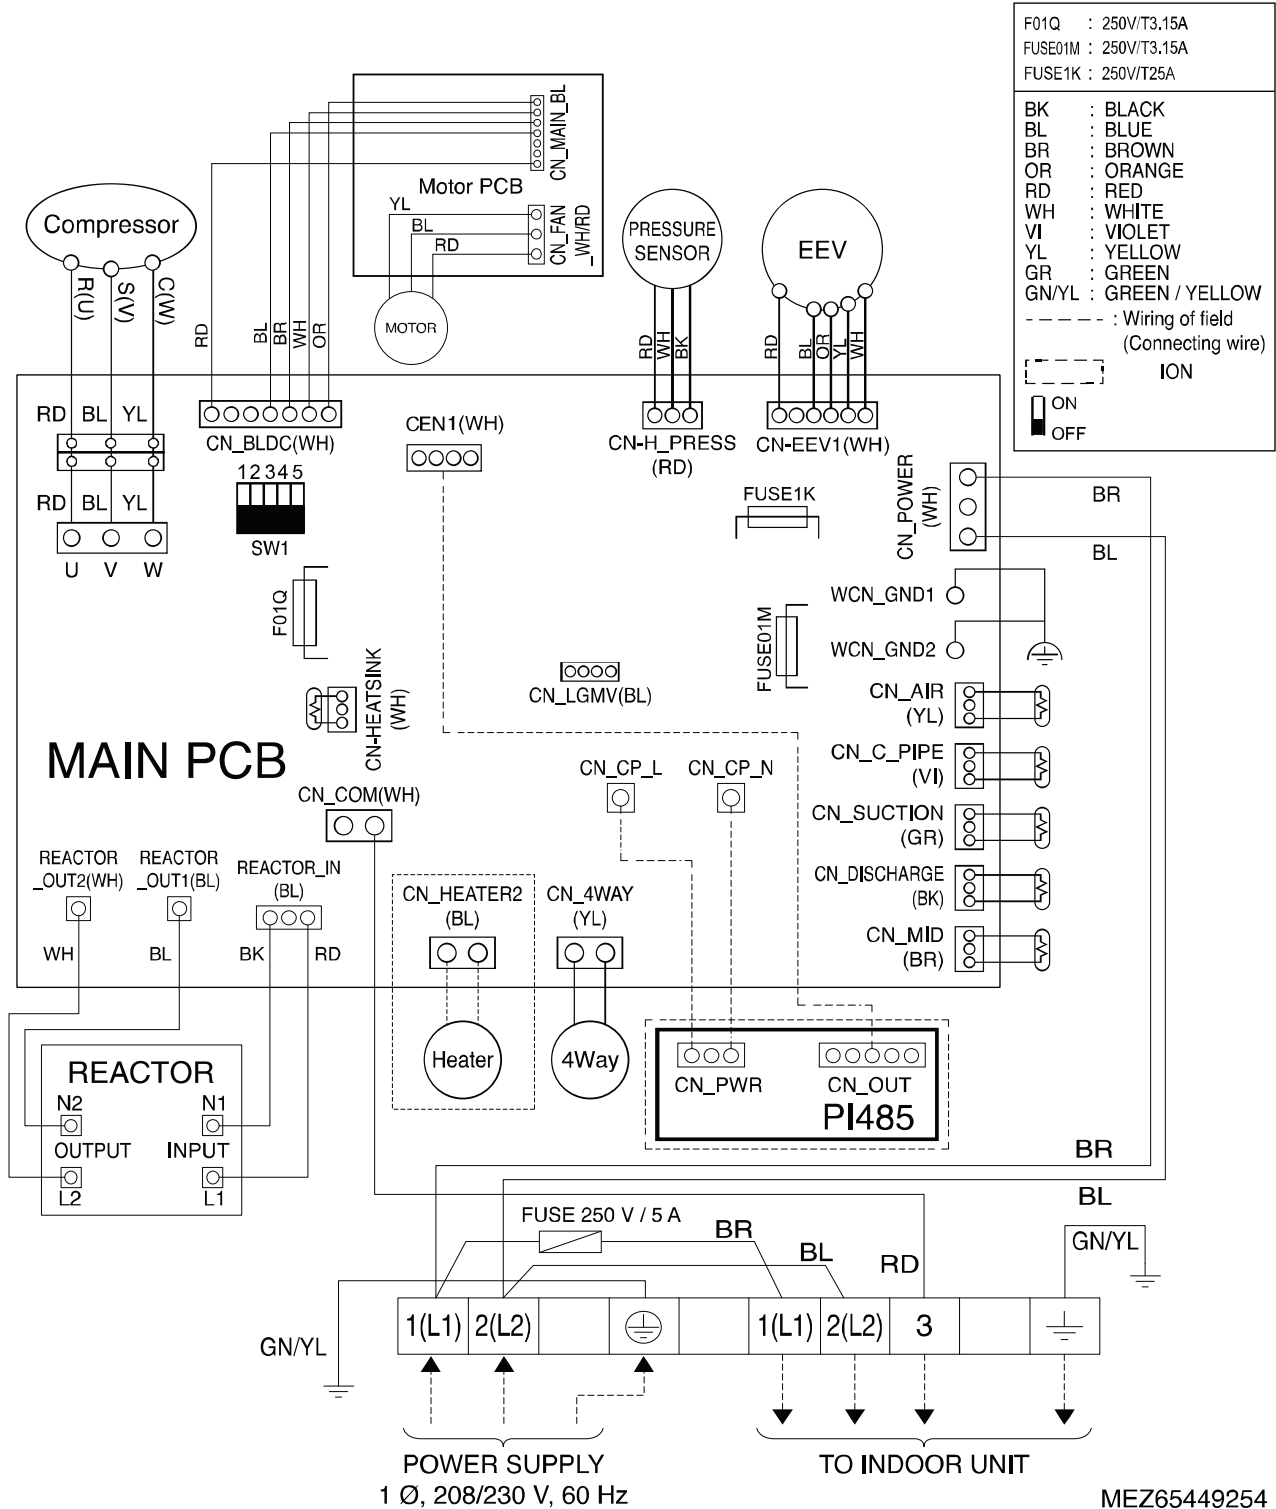 F01Q : 250V/T3.15A
FUSE01M : 250V/T3.15A
FUSE1K : 250V/T25A
BK : BLACK
BL : BLUE
BR : BROWN
OR : ORANGE
RD : RED
WH : WHITE
VI : VIOLET
YL : YELLOW
GR : GREEN
GN/YL : GREEN / YELLOW
: Wiring of field
(Connecting wire)
ION
ON
OFF
CN_MAIN_BL
Motor PCB
YL
BL
RD
CN_FAN
_WH/RD
MOTOR
Compressor
R(U)
S(V)
C(W)
RD
BL
BR
WH
OR
PRESSURE
SENSOR
RD
WH
BK
EEV
RD
BL
OR
YL
WH
RD BL YL
RD BL YL
U V W
CN_BLDC(WH)
12345
SW1
CEN1(WH)
CN-H_PRESS
(RD)
CN-EEV1(WH)
FUSE1K
CN_POWER
(WH)
BR
BL
F01Q
FUSE01M
WCN_GND1
WCN_GND2
CN-HEATSINK
(WH)
CN_LGMV(BL)
CN_AIR
(YL)
CN_C_PIPE
(VI)
CN_SUCTION
(GR)
CN_DISCHARGE
(BK)
CN_MID
(BR)
MAIN PCB
CN_CP_L
CN_CP_N
CN_COM(WH)
REACTOR
_OUT2(WH)
REACTOR
_OUT1(BL)
REACTOR_IN
(BL)
WH
BL
BK
RD
CN_HEATER2
(BL)
CN_4WAY
(YL)
Heater
4Way
CN_PWR
CN_OUT
PI485
REACTOR
N2
N1
OUTPUT
INPUT
L2
L1
BR
BL
FUSE 250 V / 5 A
BR
BL
RD
GN/YL
GN/YL
1(L1) 2(L2) 1(L1) 2(L2) 3
POWER SUPPLY
1 Ø, 208/230 V, 60 Hz
TO INDOOR UNIT
MEZ65449254